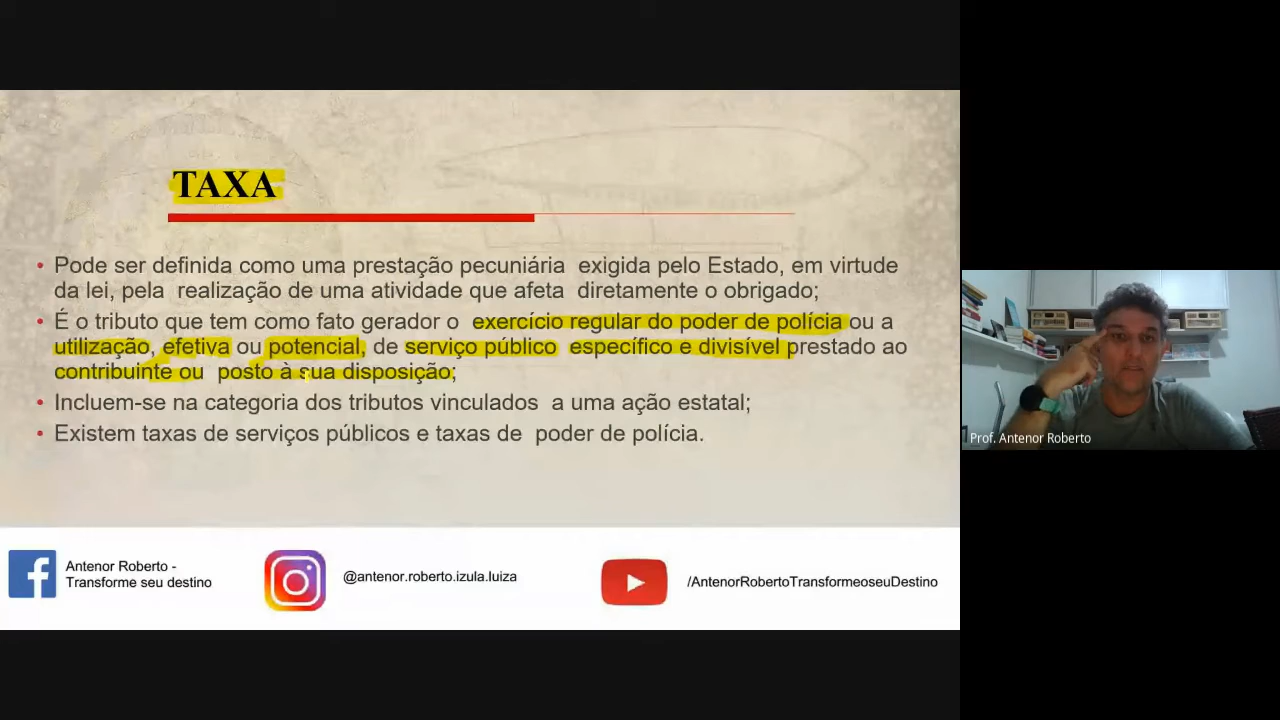 TAXA
• Pode ser definida como uma prestação pecuniária exigida pelo Estado, em virtude
da lei, pela realização de uma atividade que afeta diretamente o obrigado;
• É o tributo que tem como fato gerador o exercício regular do poder de polícia ou a
utilização, efetiva ou potencial, de serviço público específico e divisível prestado ao
contribuinte ou posto à sua disposição;
• Incluem-se na categoria dos tributos vinculados a uma ação estatal;
• Existem taxas de serviços públicos e taxas de poder de polícia.
Antenor Roberto -
Transforme seu destino
@antenor.roberto.izula.luiza
/AntenorRobertoTransformeoseuDestino
Prof. Antenor Roberto